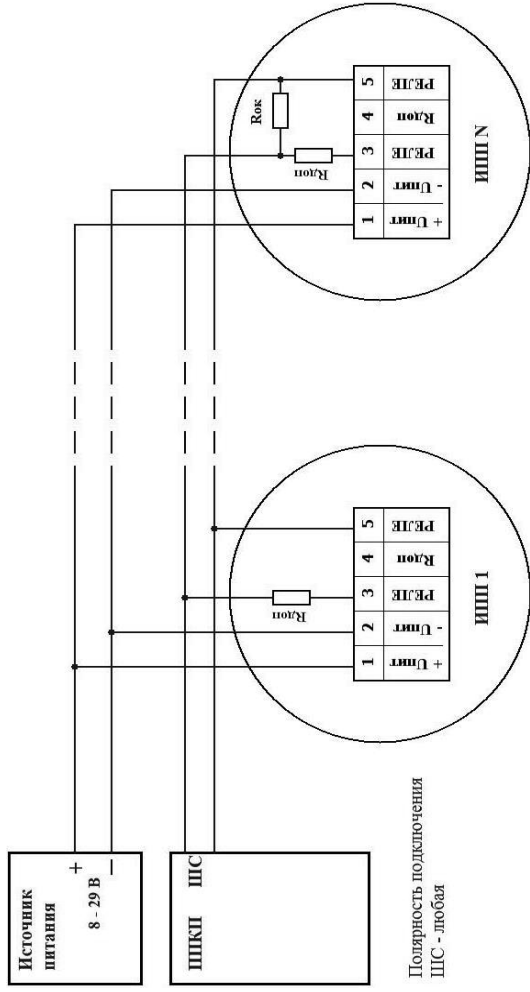 Источник
питания
8 - 29 В
+
–
ППКП
ШС
Полярность подключения
ШС - любая
Rдоп
1 + Uпит
2 - Uпит
3 РЕЛЕ
4 Rдоп
5 РЕЛЕ
ИПП 1
Rок
Rдоп
1 + Uпит
2 - Uпит
3 РЕЛЕ
4 Rдоп
5 РЕЛЕ
ИПП N